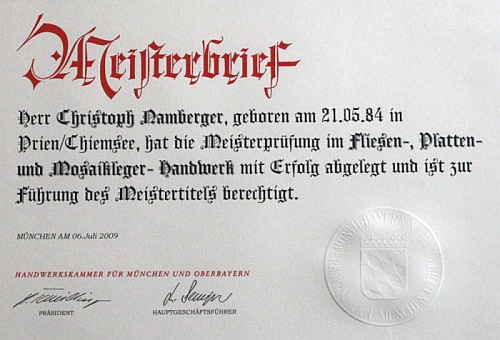 Meisterbrief
Herr Christoph Namberger, geboren am 21.05.84 in
Prien/Chiemsee, hat die Meisterprüfung im Fliesen-, Platten-
und Mosaikleger-Handwerk mit Erfolg abgelegt und ist zur
Führung des Meistertitels berechtigt.
MÜNCHEN AM 06.Juli 2009
HANDWERKSKAMMER FÜR MÜNCHEN UND OBERBAYERN
PRÄSIDENT
HAUPTGESCHÄFTSFÜHRER